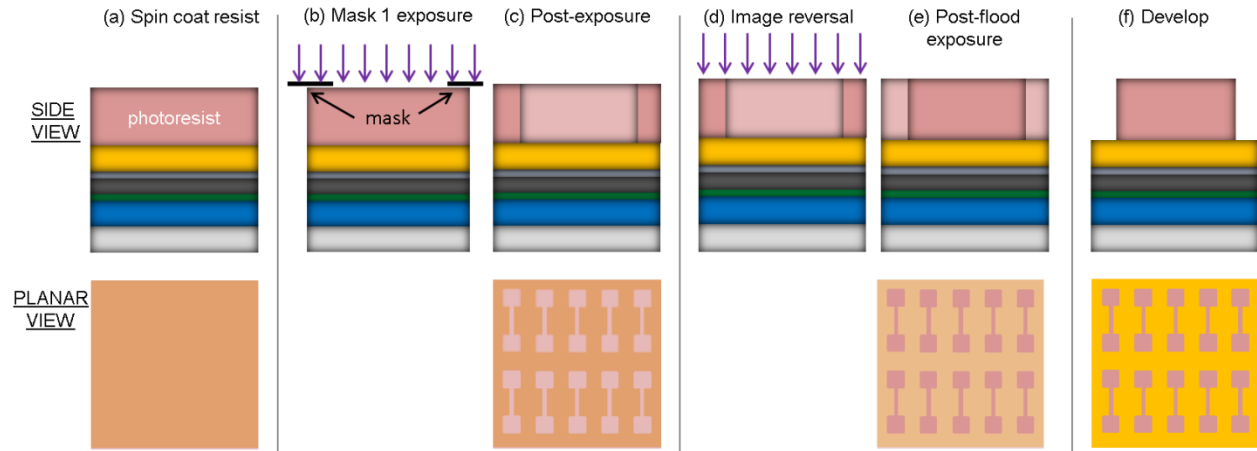 (a) Spin coat resist
(b) Mask 1 exposure
(c) Post-exposure
(d) Image reversal
(e) Post-flood
exposure
(f) Develop
SIDE
VIEW
photoresist
mask
PLANAR
VIEW